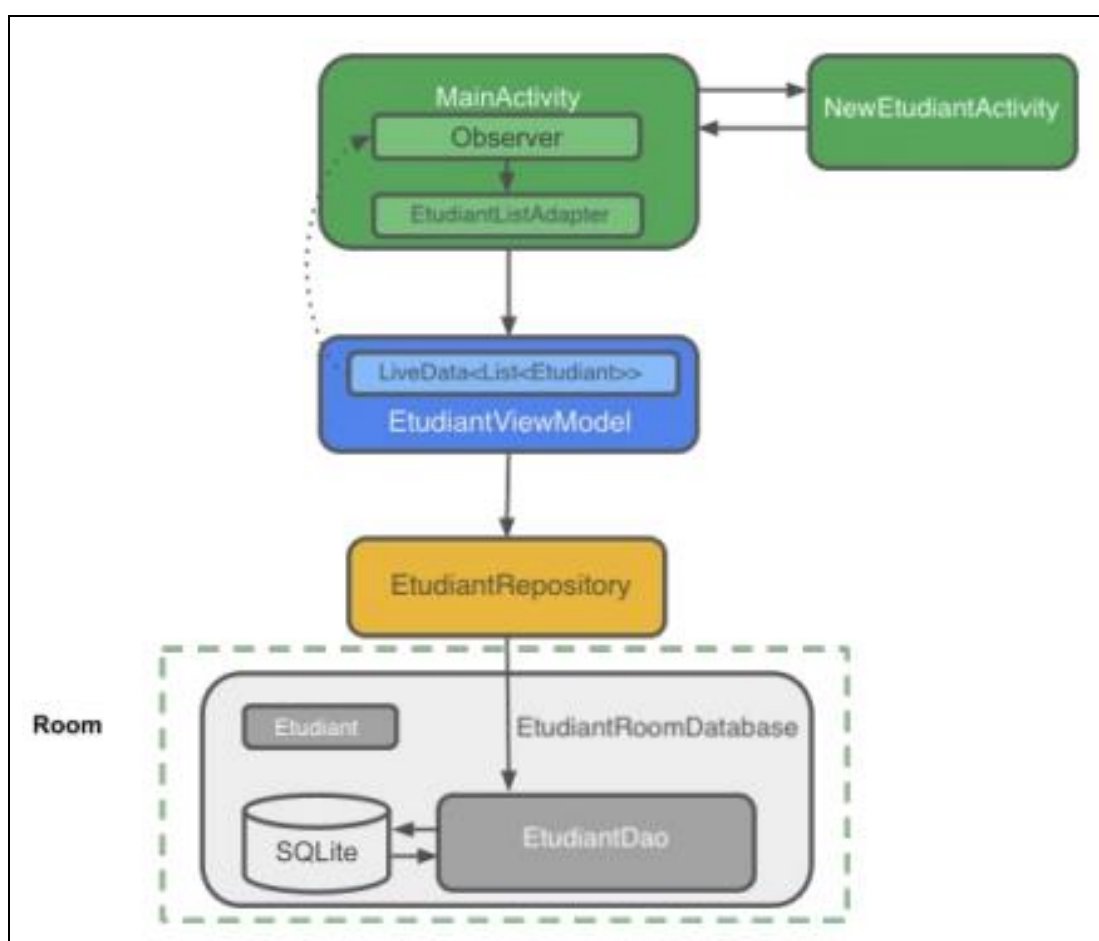 MainActivity
NewEtudiantActivity
Observer
EtudiantListAdapter
LiveData<List<Etudiant>>
EtudiantViewModel
EtudiantRepository
Room
Etudiant
EtudiantRoomDatabase
SQLite
EtudiantDao